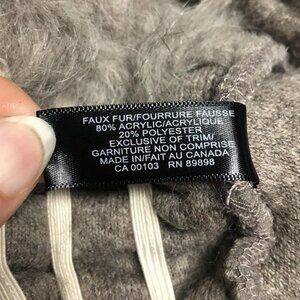 FAUX FUR/FOURRURE FAUSSE
80% ACRYLIC/ACRYLIQUE
20% POLYESTER
EXCLUSIVE OF TRIM/
GARNITURE NON COMPRISE
MADE IN/FAIT AU CANADA
CA 00103 RN 89898